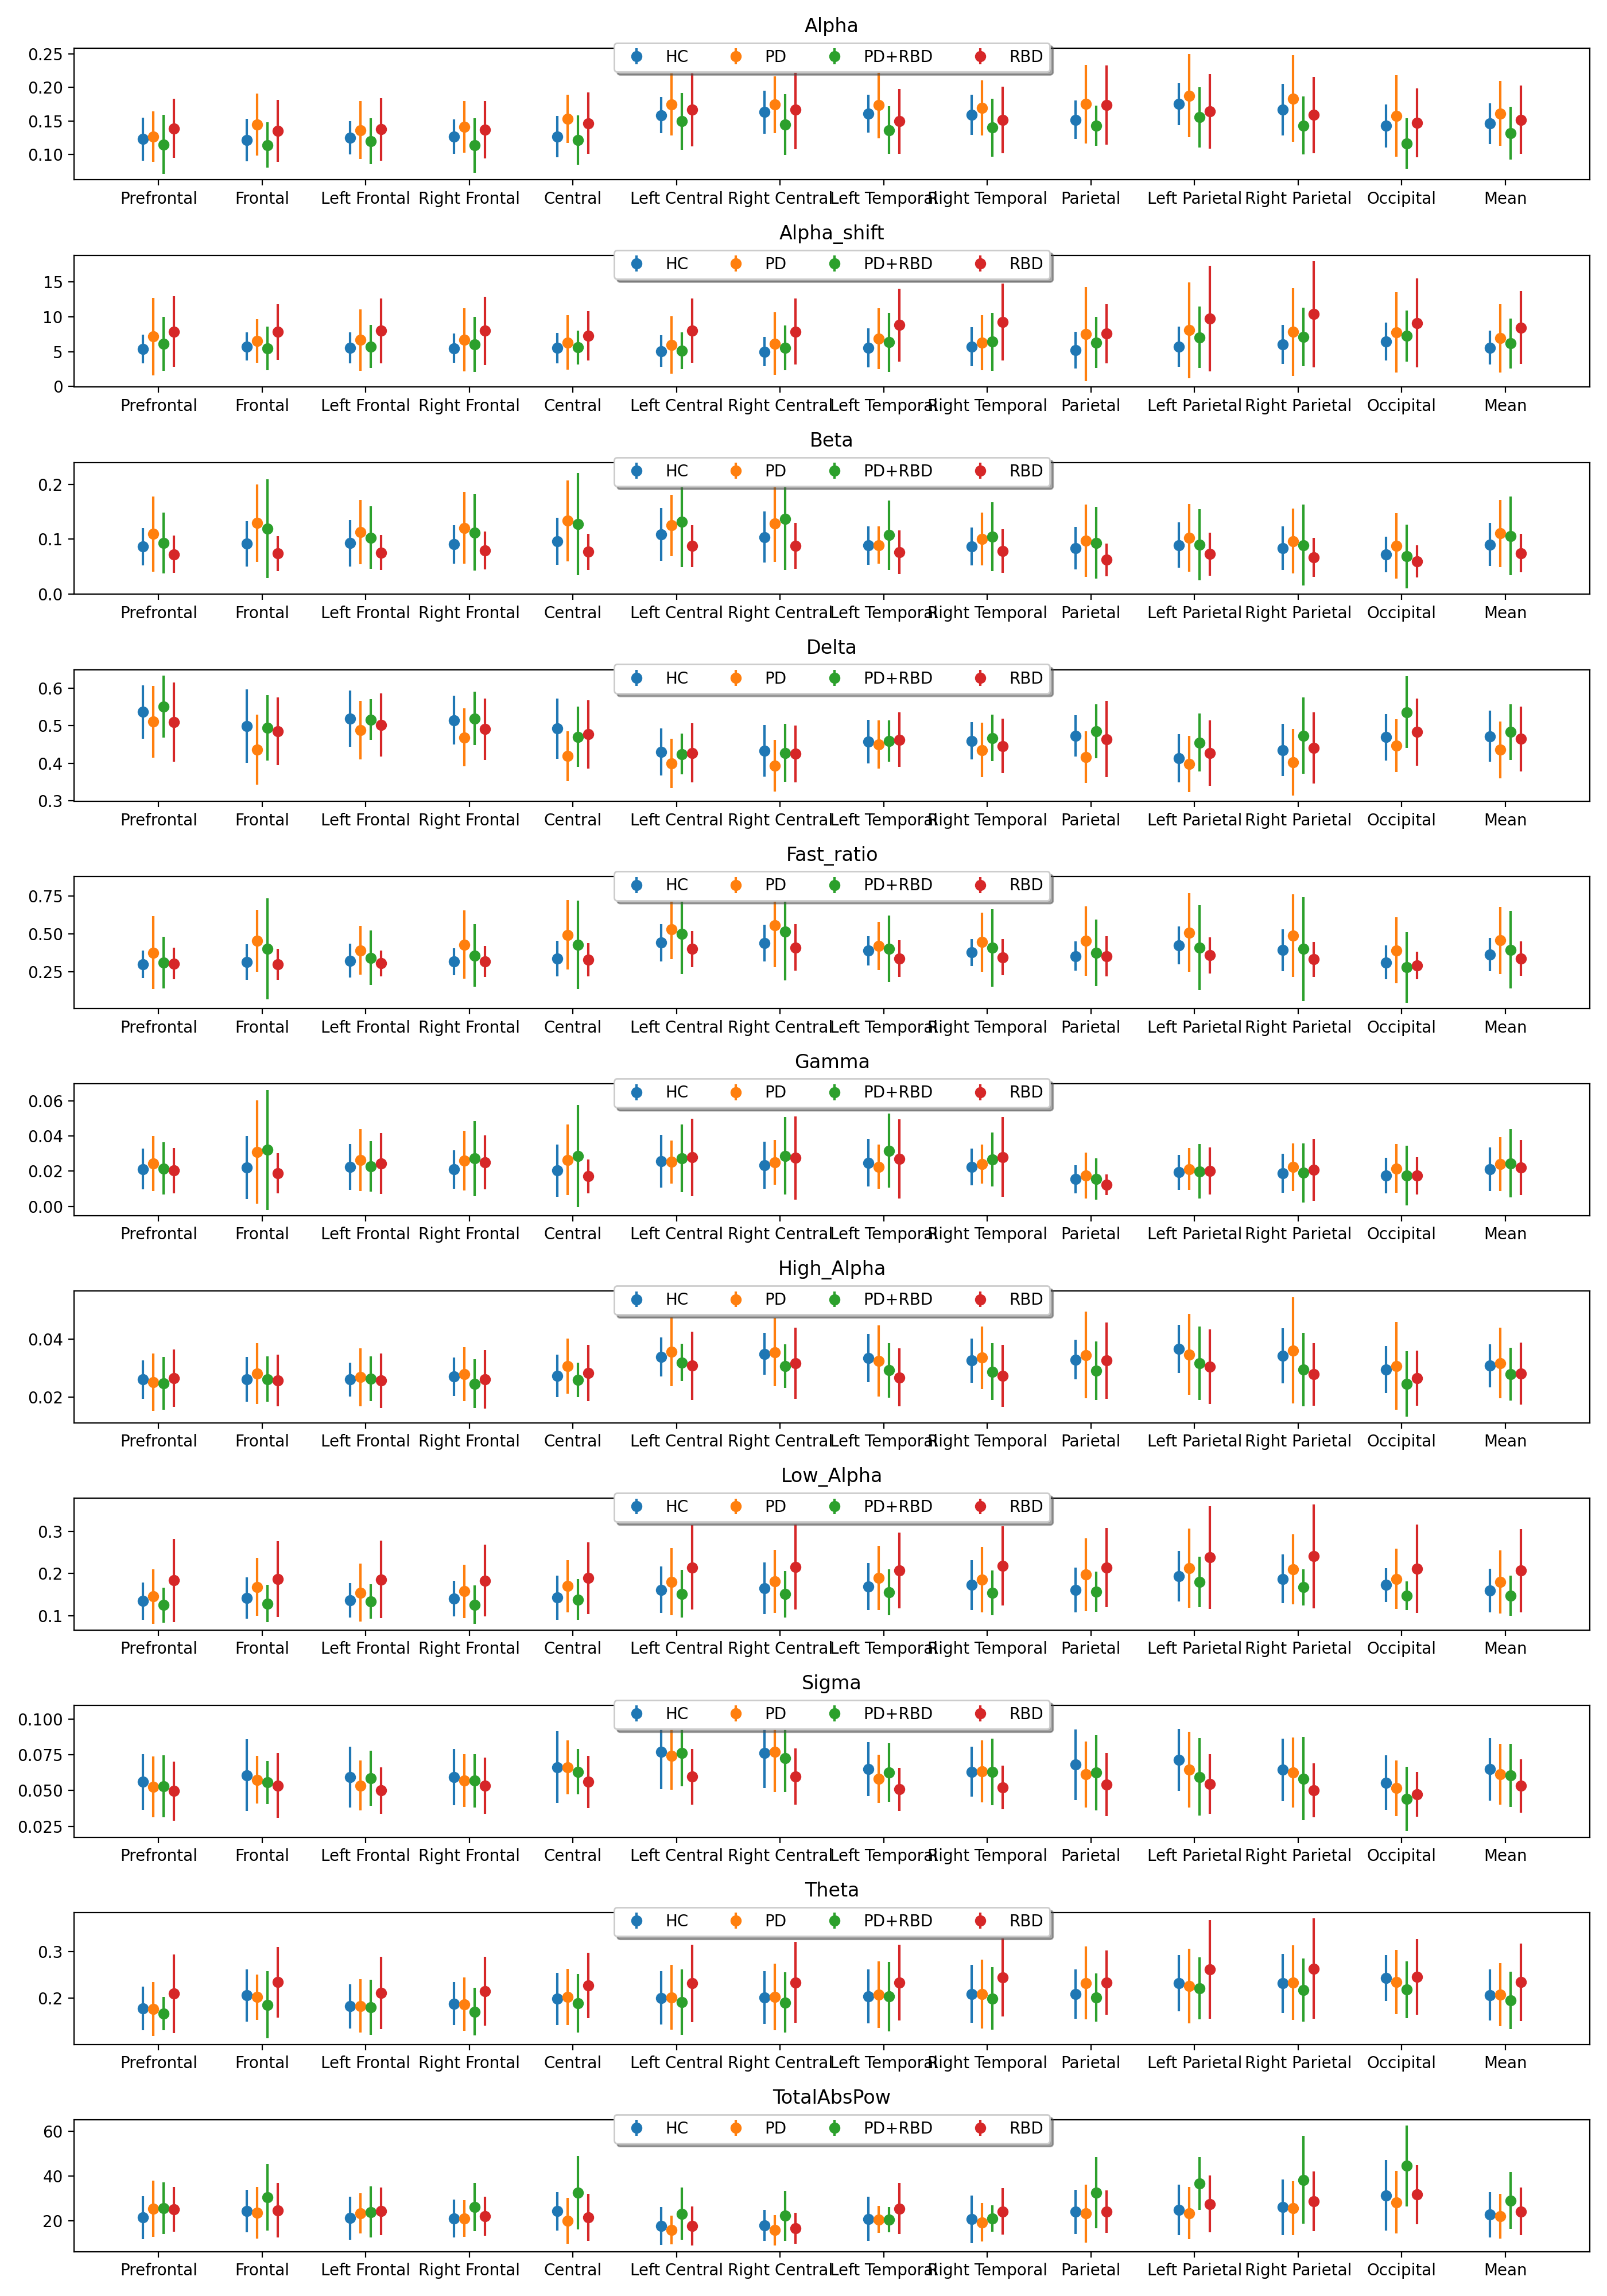 Alpha
HC PD PD+RBD RBD
0.25
0.20
0.15
0.10
Prefrontal Frontal Left Frontal Right Frontal Central Left Central Right Central Left Temporal Right Temporal Parietal Left Parietal Right Parietal Occipital Mean
Alpha_shift
HC PD PD+RBD RBD
15
10
5
0
Prefrontal Frontal Left Frontal Right Frontal Central Left Central Right Central Left Temporal Right Temporal Parietal Left Parietal Right Parietal Occipital Mean
Beta
HC PD PD+RBD RBD
0.2
0.1
0.0
Prefrontal Frontal Left Frontal Right Frontal Central Left Central Right Central Left Temporal Right Temporal Parietal Left Parietal Right Parietal Occipital Mean
Delta
HC PD PD+RBD RBD
0.6
0.5
0.4
0.3
Prefrontal Frontal Left Frontal Right Frontal Central Left Central Right Central Left Temporal Right Temporal Parietal Left Parietal Right Parietal Occipital Mean
Fast_ratio
HC PD PD+RBD RBD
0.75
0.50
0.25
Prefrontal Frontal Left Frontal Right Frontal Central Left Central Right Central Left Temporal Right Temporal Parietal Left Parietal Right Parietal Occipital Mean
Gamma
HC PD PD+RBD RBD
0.06
0.04
0.02
0.00
Prefrontal Frontal Left Frontal Right Frontal Central Left Central Right Central Left Temporal Right Temporal Parietal Left Parietal Right Parietal Occipital Mean
High_Alpha
HC PD PD+RBD RBD
0.04
0.02
Prefrontal Frontal Left Frontal Right Frontal Central Left Central Right Central Left Temporal Right Temporal Parietal Left Parietal Right Parietal Occipital Mean
Low_Alpha
HC PD PD+RBD RBD
0.3
0.2
0.1
Prefrontal Frontal Left Frontal Right Frontal Central Left Central Right Central Left Temporal Right Temporal Parietal Left Parietal Right Parietal Occipital Mean
Sigma
HC PD PD+RBD RBD
0.100
0.075
0.050
0.025
Prefrontal Frontal Left Frontal Right Frontal Central Left Central Right Central Left Temporal Right Temporal Parietal Left Parietal Right Parietal Occipital Mean
Theta
HC PD PD+RBD RBD
0.3
0.2
Prefrontal Frontal Left Frontal Right Frontal Central Left Central Right Central Left Temporal Right Temporal Parietal Left Parietal Right Parietal Occipital Mean
TotalAbsPow
HC PD PD+RBD RBD
60
40
20
Prefrontal Frontal Left Frontal Right Frontal Central Left Central Right Central Left Temporal Right Temporal Parietal Left Parietal Right Parietal Occipital Mean